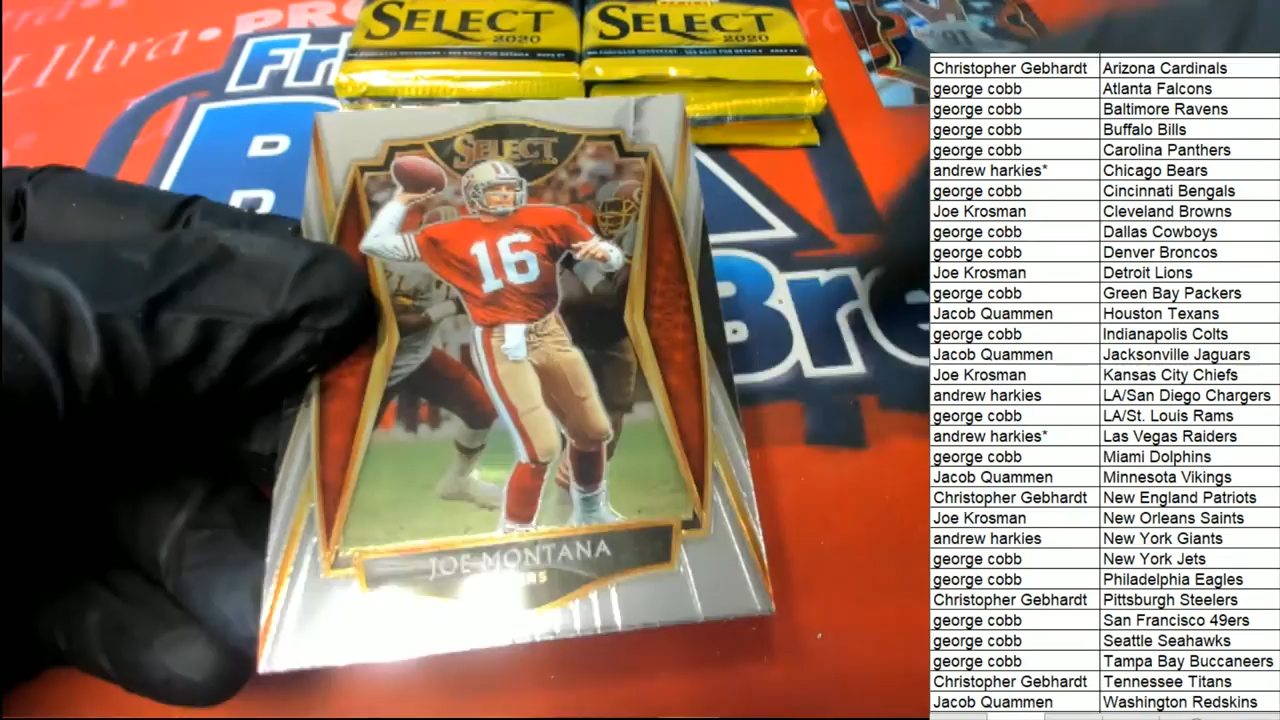 Ultra PRO
SELECT
2020
SELECT
2020
Fri
SELECT
16
Bre
JOE MONTANA
Christopher Gebhardt Arizona Cardinals
george cobb Atlanta Falcons
george cobb Baltimore Ravens
george cobb Buffalo Bills
george cobb Carolina Panthers
andrew harkies* Chicago Bears
george cobb Cincinnati Bengals
Joe Krosman Cleveland Browns
george cobb Dallas Cowboys
george cobb Denver Broncos
Joe Krosman Detroit Lions
george cobb Green Bay Packers
Jacob Quammen Houston Texans
george cobb Indianapolis Colts
Jacob Quammen Jacksonville Jaguars
Joe Krosman Kansas City Chiefs
andrew harkies LA/San Diego Chargers
george cobb LA/St. Louis Rams
andrew harkies* Las Vegas Raiders
george cobb Miami Dolphins
Jacob Quammen Minnesota Vikings
Christopher Gebhardt New England Patriots
Joe Krosman New Orleans Saints
andrew harkies New York Giants
george cobb New York Jets
george cobb Philadelphia Eagles
Christopher Gebhardt Pittsburgh Steelers
george cobb San Francisco 49ers
george cobb Seattle Seahawks
george cobb Tampa Bay Buccaneers
Christopher Gebhardt Tennessee Titans
Jacob Quammen Washington Redskins